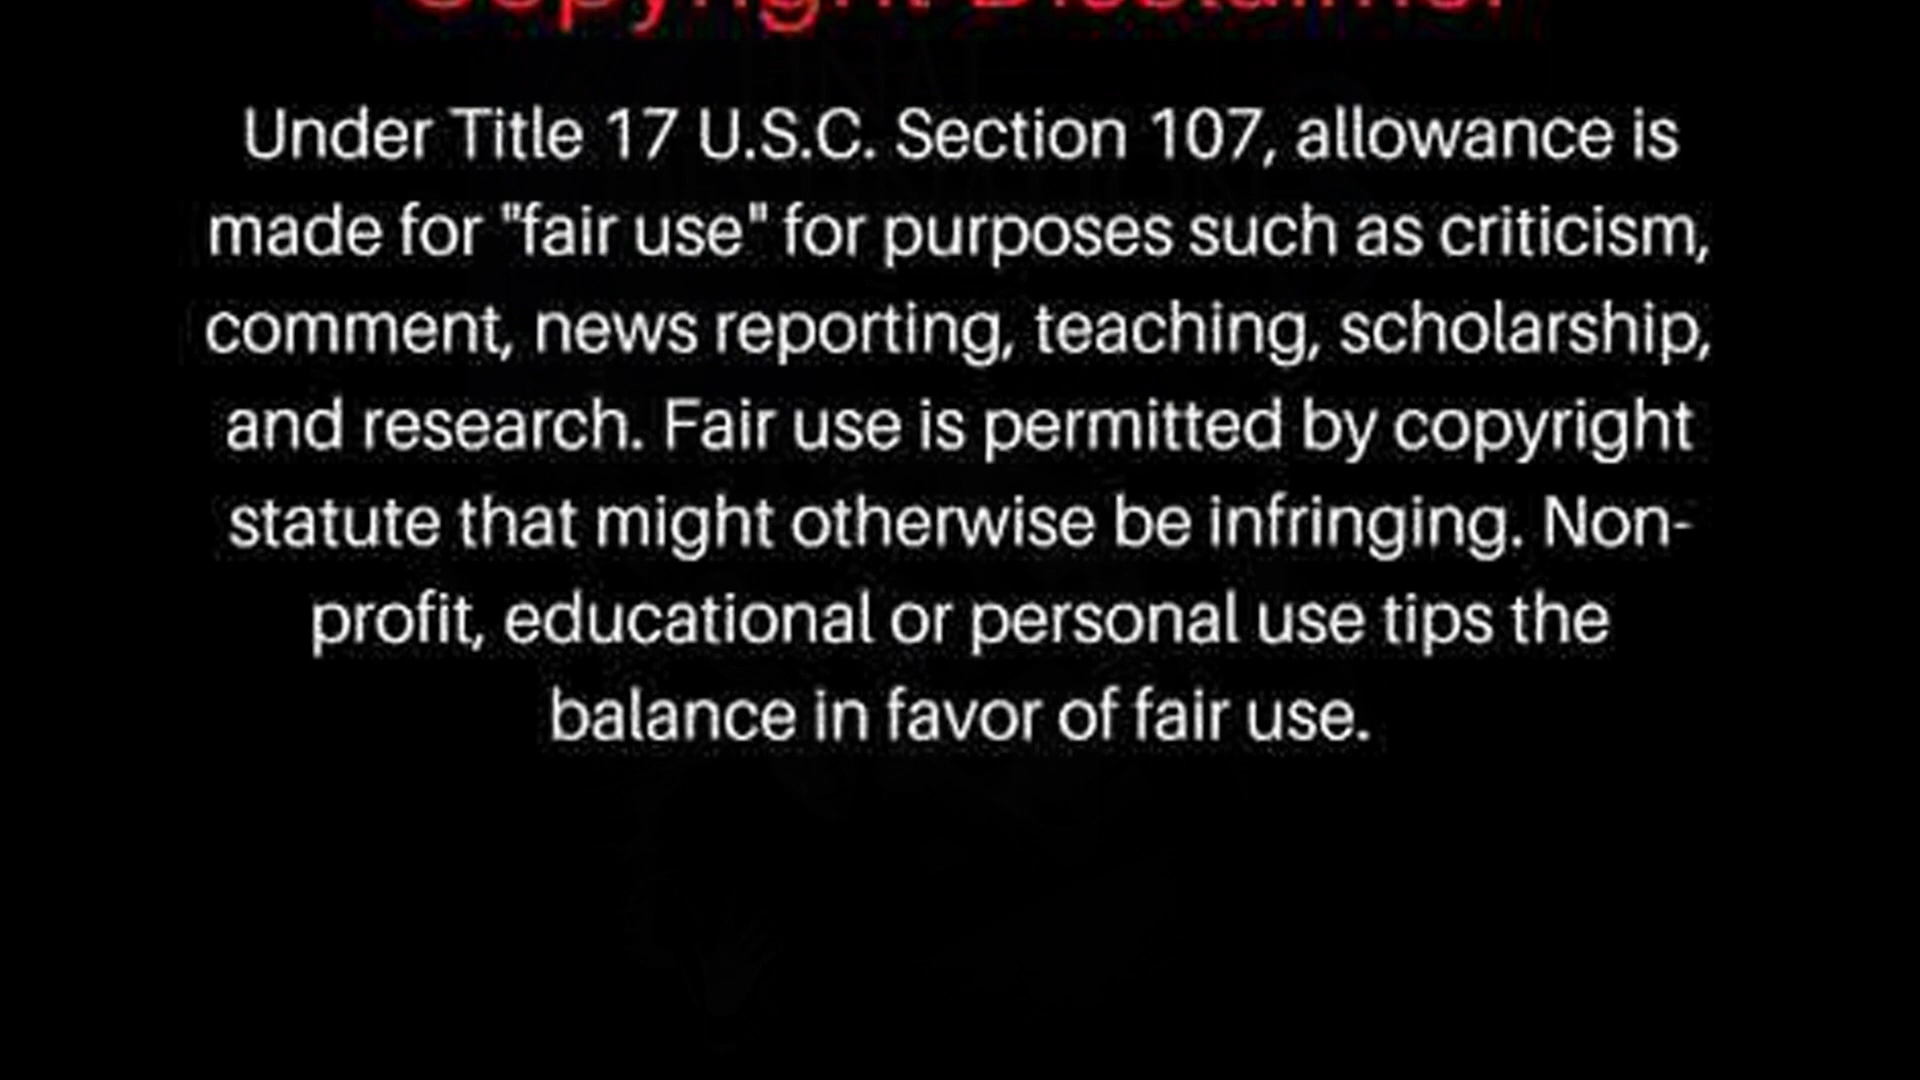 Copyright Disclaimer
Under Title 17 U.S.C. Section 107, allowance is
made for "fair use" for purposes such as criticism,
comment, news reporting, teaching, scholarship,
and research. Fair use is permitted by copyright
statute that might otherwise be infringing. Non-
profit, educational or personal use tips the
balance in favor of fair use.